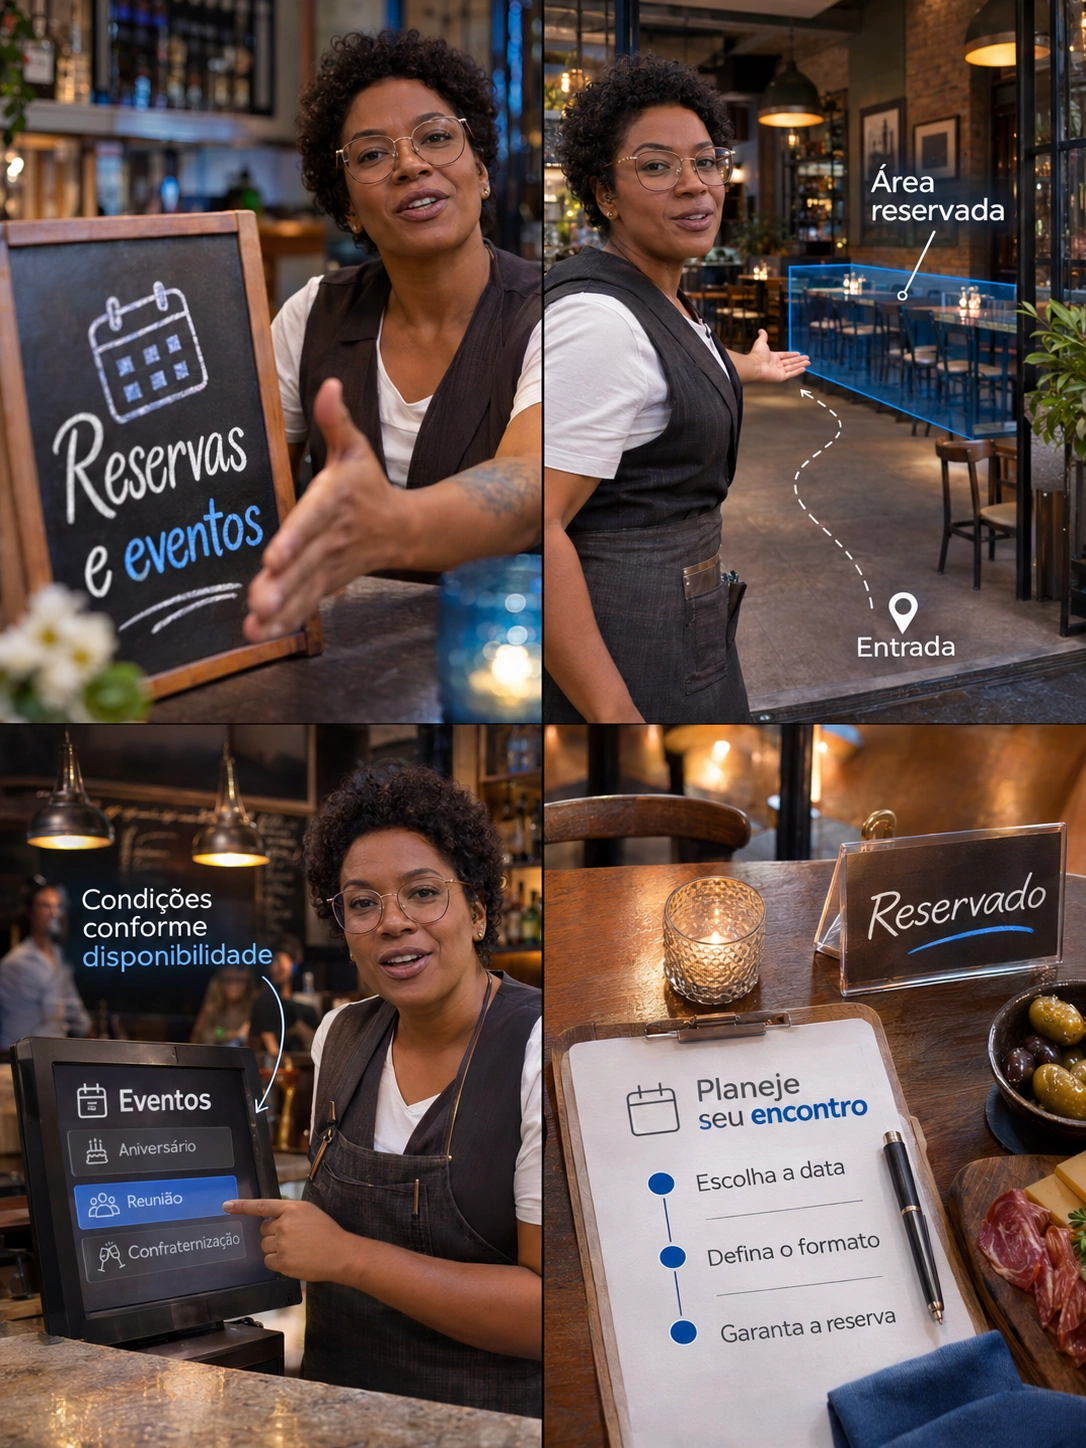 Reservas
e eventos
Área
reservada
Entrada
Condições
conforme
disponibilidade
Eventos
Aniversário
Reunião
Confraternização
Reservado
Planeje
seu encontro
Escolha a data
Defina o formato
Garanta a reserva